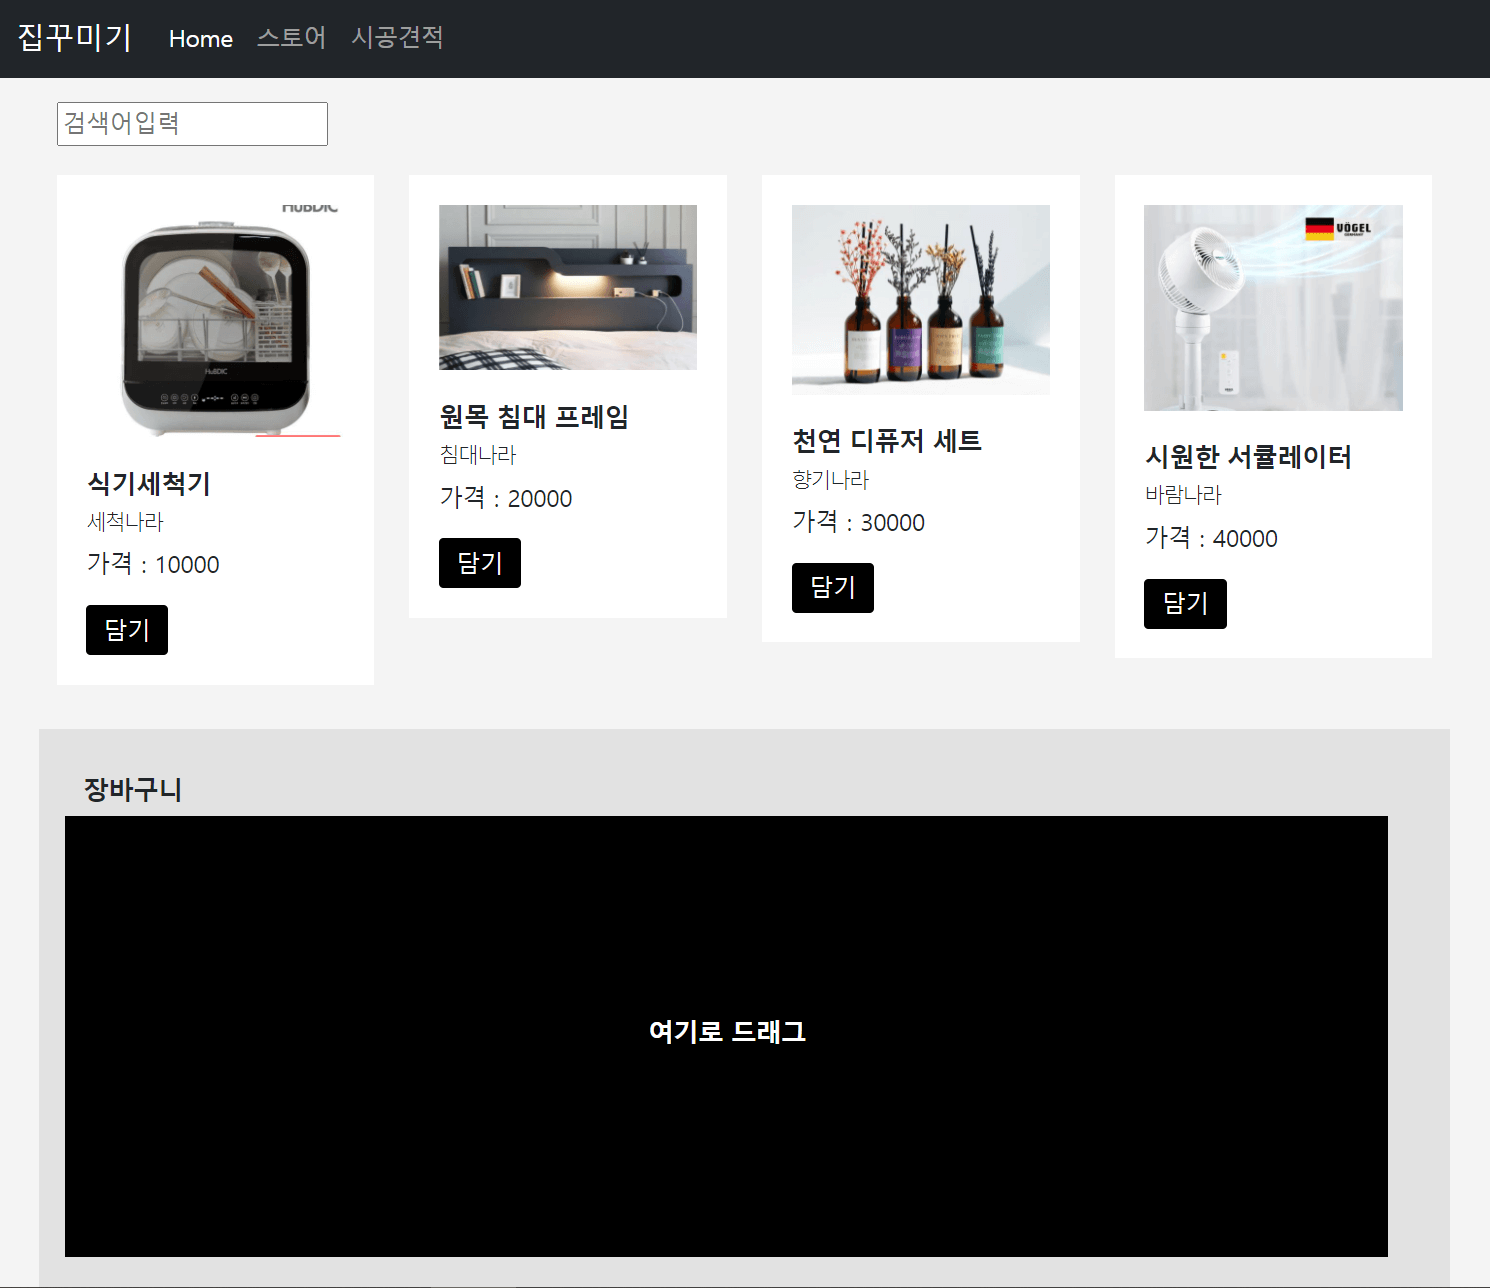 집꾸미기 Home 스토어 시공견적
검색어입력
HUBDIC
HUBDIC
식기세척기
세척나라
가격 : 10000
담기
원목 침대 프레임
침대나라
가격 : 20000
담기
천연 디퓨저 세트
향기나라
가격 : 30000
담기
VÖGEL
시원한 서큘레이터
바람나라
가격 : 40000
담기
장바구니
여기로 드래그